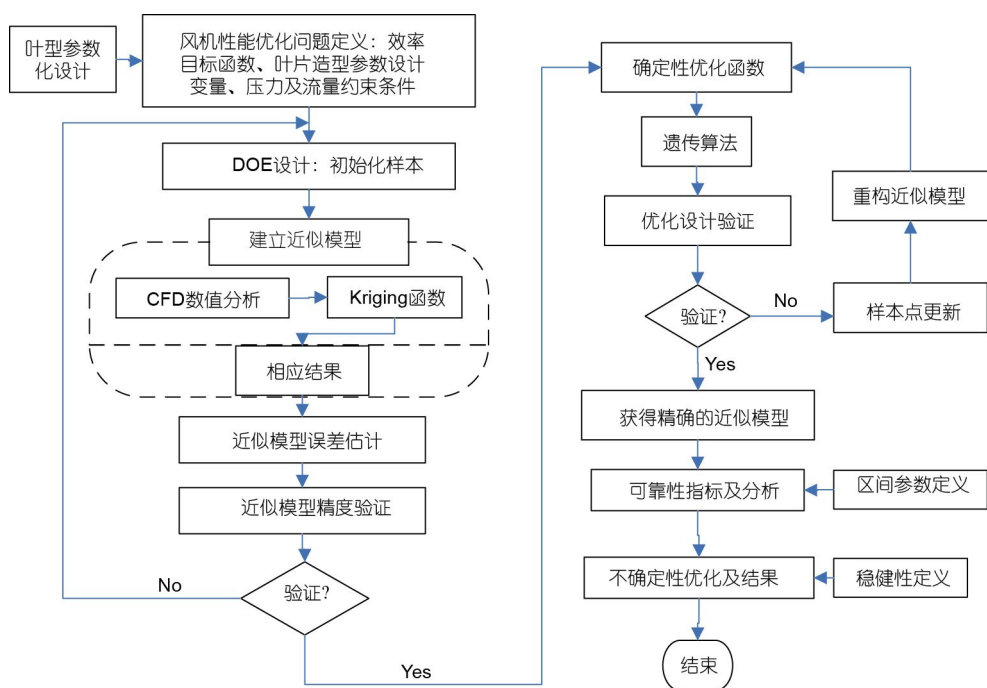 叶型参数
化设计
风机性能优化问题定义：效率
目标函数、叶片造型参数设计
变量、压力及流量约束条件
DOE设计：初始化样本
建立近似模型
CFD数值分析
Kriging函数
相应结果
近似模型误差估计
近似模型精度验证
验证?
No
Yes
确定性优化函数
遗传算法
优化设计验证
验证?
No
Yes
样本点更新
重构近似模型
获得精确的近似模型
可靠性指标及分析
区间参数定义
不确定性优化及结果
稳健性定义
结束